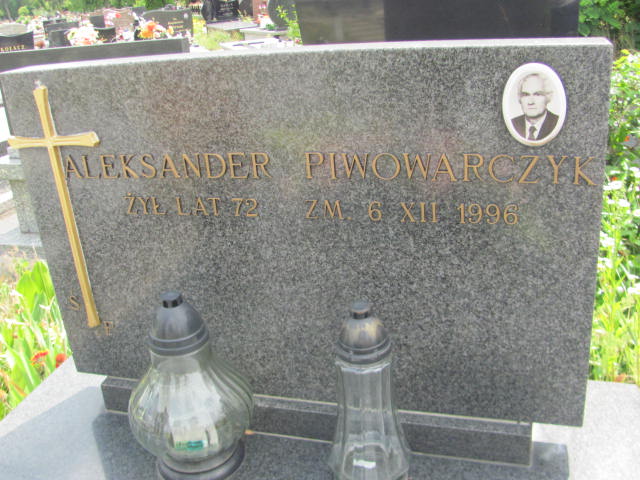 ALEKSANDER PIWOWARCZYK
ŻYŁ LAT 72 ZM. 6 XII 1996
Ś
P